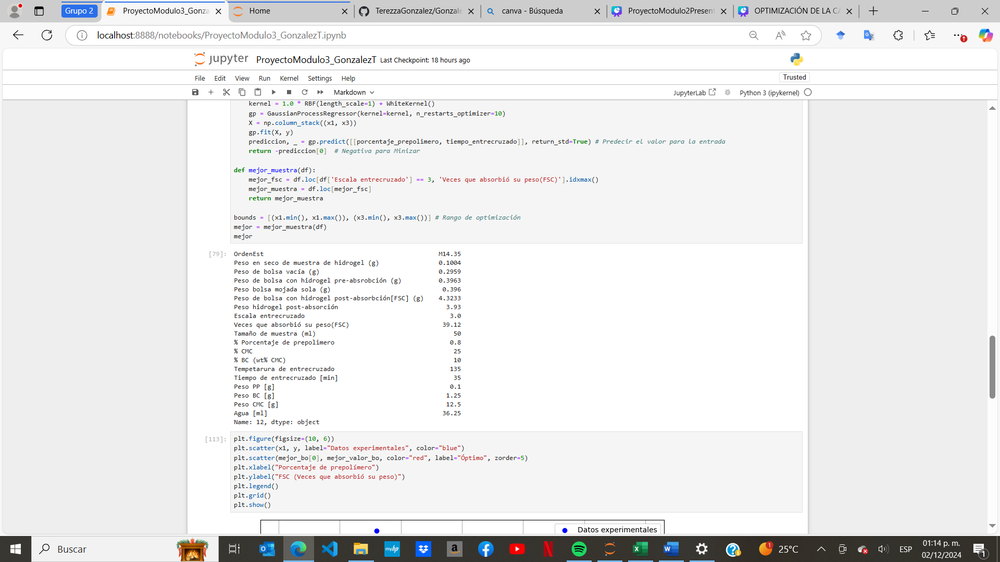 Grupo 2
ProyectoModulo3_Gonza
Home
TerezzaGonzalez/Gonzale
canva - Búsqueda
ProyectoModulo2Present
OPTIMIZACIÓN DE LA CA
localhost:8888/notebooks/ProyectoModulo3_GonzalezT.ipynb
jupyter ProyectoModulo3_GonzalezT Last Checkpoint: 18 hours ago
File Edit View Run Kernel Settings Help
Trusted
Markdown
JupyterLab
Python 3 (ipykernel)
kernel = 1.0 * RBF(length_scale=1) + WhiteKernel()
gp = GaussianProcessRegressor(kernel=kernel, n_restarts_optimizer=10)
X = np.column_stack((x1, x3))
gp.fit(X, y)
prediccion, _ = gp.predict([[porcentaje_prepolimero, tiempo_entrecruzado]], return_std=True) # Predecir el valor para la entrada
return -prediccion[0]  # Negativa para Minizar
def mejor_muestra(df):
mejor_fsc = df.loc[df['Escala entrecruzado'] == 3, 'Veces que absorbió su peso(FSC)'].idxmax()
mejor_muestra = df.loc[mejor_fsc]
return mejor_muestra
bounds = [(x1.min(), x1.max()), (x3.min(), x3.max())] # Rango de optimización
mejor = mejor_muestra(df)
mejor
[79]: OrdenEst M14.35
Peso en seco de muestra de hidrogel (g) 0.1004
Peso de bolsa vacía (g) 0.2959
Peso de bolsa con hidrogel pre-absrobción (g) 0.3963
Peso bolsa mojada sola (g) 0.396
Peso de bolsa con hidrogel post-absorbción[FSC] (g) 4.3233
Peso hidrogel post-absorción 3.93
Escala entrecruzado 3.0
Veces que absorbió su peso(FSC) 39.12
Tamaño de muestra (ml) 50
% Porcentaje de prepolimero 0.8
% CMC 25
% BC (wt% CMC) 10
Tempetarura de entrecruzado 135
Tiempo de entrecruzado [min] 35
Peso PP [g] 0.1
Peso BC [g] 1.25
Peso CMC [g] 12.5
Agua [ml] 36.25
Name: 12, dtype: object
[113]: plt.figure(figsize=(10, 6))
plt.scatter(x1, y, label="Datos experimentales", color="blue")
plt.scatter(mejor_bo[0], mejor_valor_bo, color="red", label="Óptimo", zorder=5)
plt.xlabel("Porcentaje de prepolímero")
plt.ylabel("FSC (Veces que absorbió su peso)")
plt.legend()
plt.grid()
plt.show()
Datos experimentales
Buscar
myhp
1
25°C
ESP
01:14 p. m.
02/12/2024
1